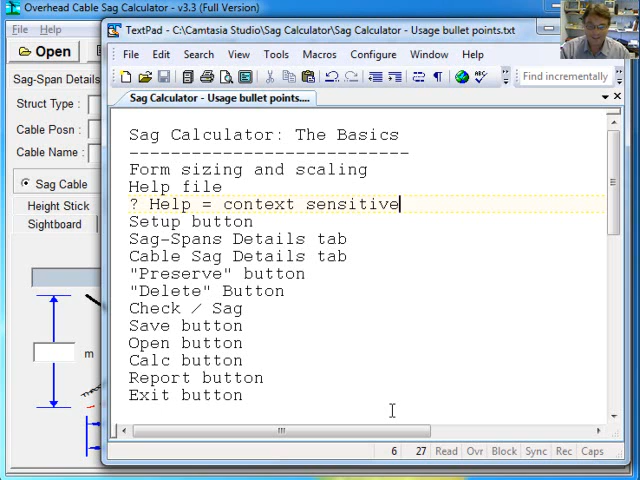 Overhead Cable Sag Calculator - v3.3 (Full Version)
File Help
Open
Sag-Span Details
Struct Type :
Cable Posn :
Cable Name :
Sag Cable
Height Stick
Sightboard
m
TextPad - C:\Camtasia Studio\Sag Calculator\Sag Calculator - Usage bullet points.txt
File Edit Search View Tools Macros Configure Window Help
Find incrementally
Sag Calculator - Usage bullet points....
Sag Calculator: The Basics
----------------------------
Form sizing and scaling
Help file
? Help = context sensitive
Setup button
Sag-Spans Details tab
Cable Sag Details tab
"Preserve" button
"Delete" Button
Check / Sag
Save button
Open button
Calc button
Report button
Exit button
6 27 Read Ovr Block Sync Rec Caps